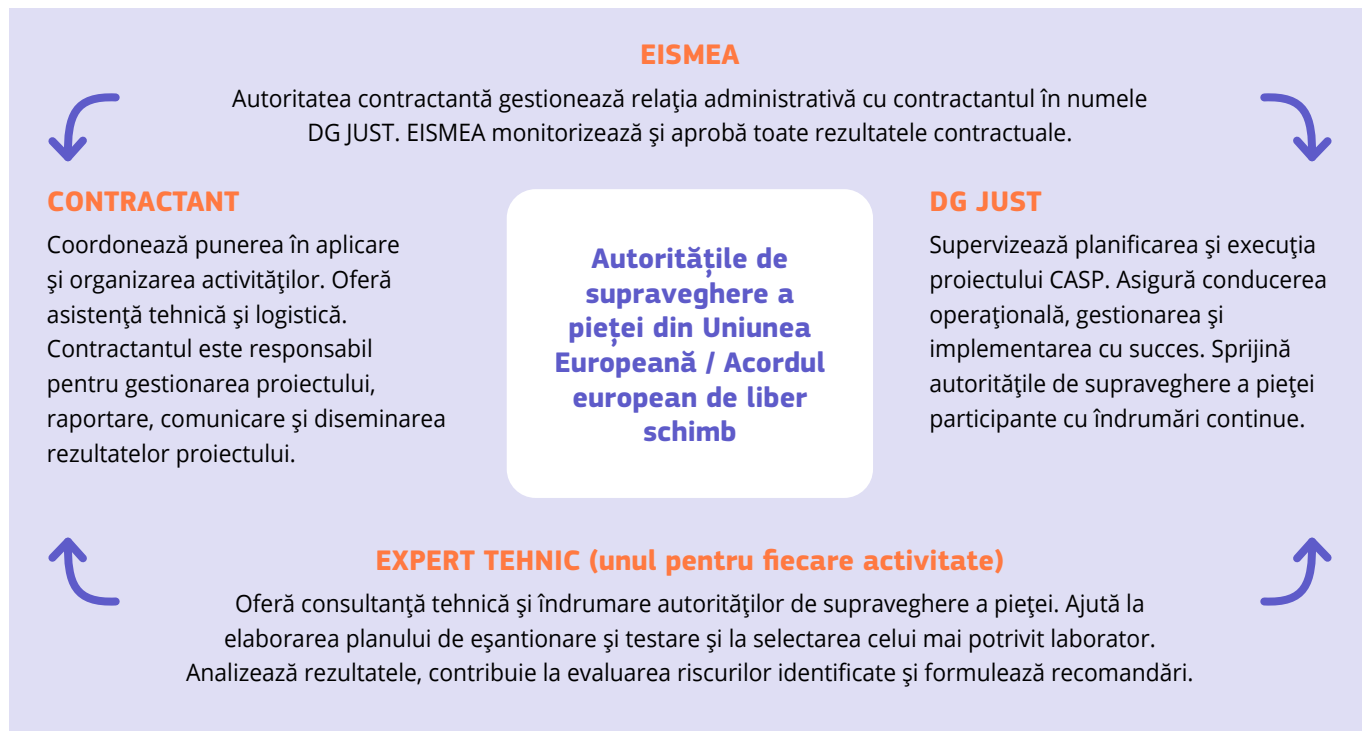 EISMEA
Autoritatea contractantă gestionează relaţia administrativă cu contractantul în numele
DG JUST. EISMEA monitorizează şi aprobă toate rezultatele contractuale.
CONTRACTANT
Coordonează punerea în aplicare
şi organizarea activităţilor. Oferă
asistenţă tehnică şi logistică.
Contractantul este responsabil
pentru gestionarea proiectului,
raportare, comunicare şi diseminarea
rezultatelor proiectului.
Autoritățile de
supraveghere a
pieței din Uniunea
Europeană / Acordul
european de liber
schimb
DG JUST
Supervizează planificarea şi execuţia
proiectului CASP. Asigură conducerea
operaţională, gestionarea şi
implementarea cu succes. Sprijină
autorităţile de supraveghere a pieţei
participante cu îndrumări continue.
EXPERT TEHNIC (unul pentru fiecare activitate)
Oferă consultanţă tehnică şi îndrumare autorităţilor de supraveghere a pieţei. Ajută la
elaborarea planului de eşantionare şi testare şi la selectarea celui mai potrivit laborator.
Analizează rezultatele, contribuie la evaluarea riscurilor identificate şi formulează recomandări.